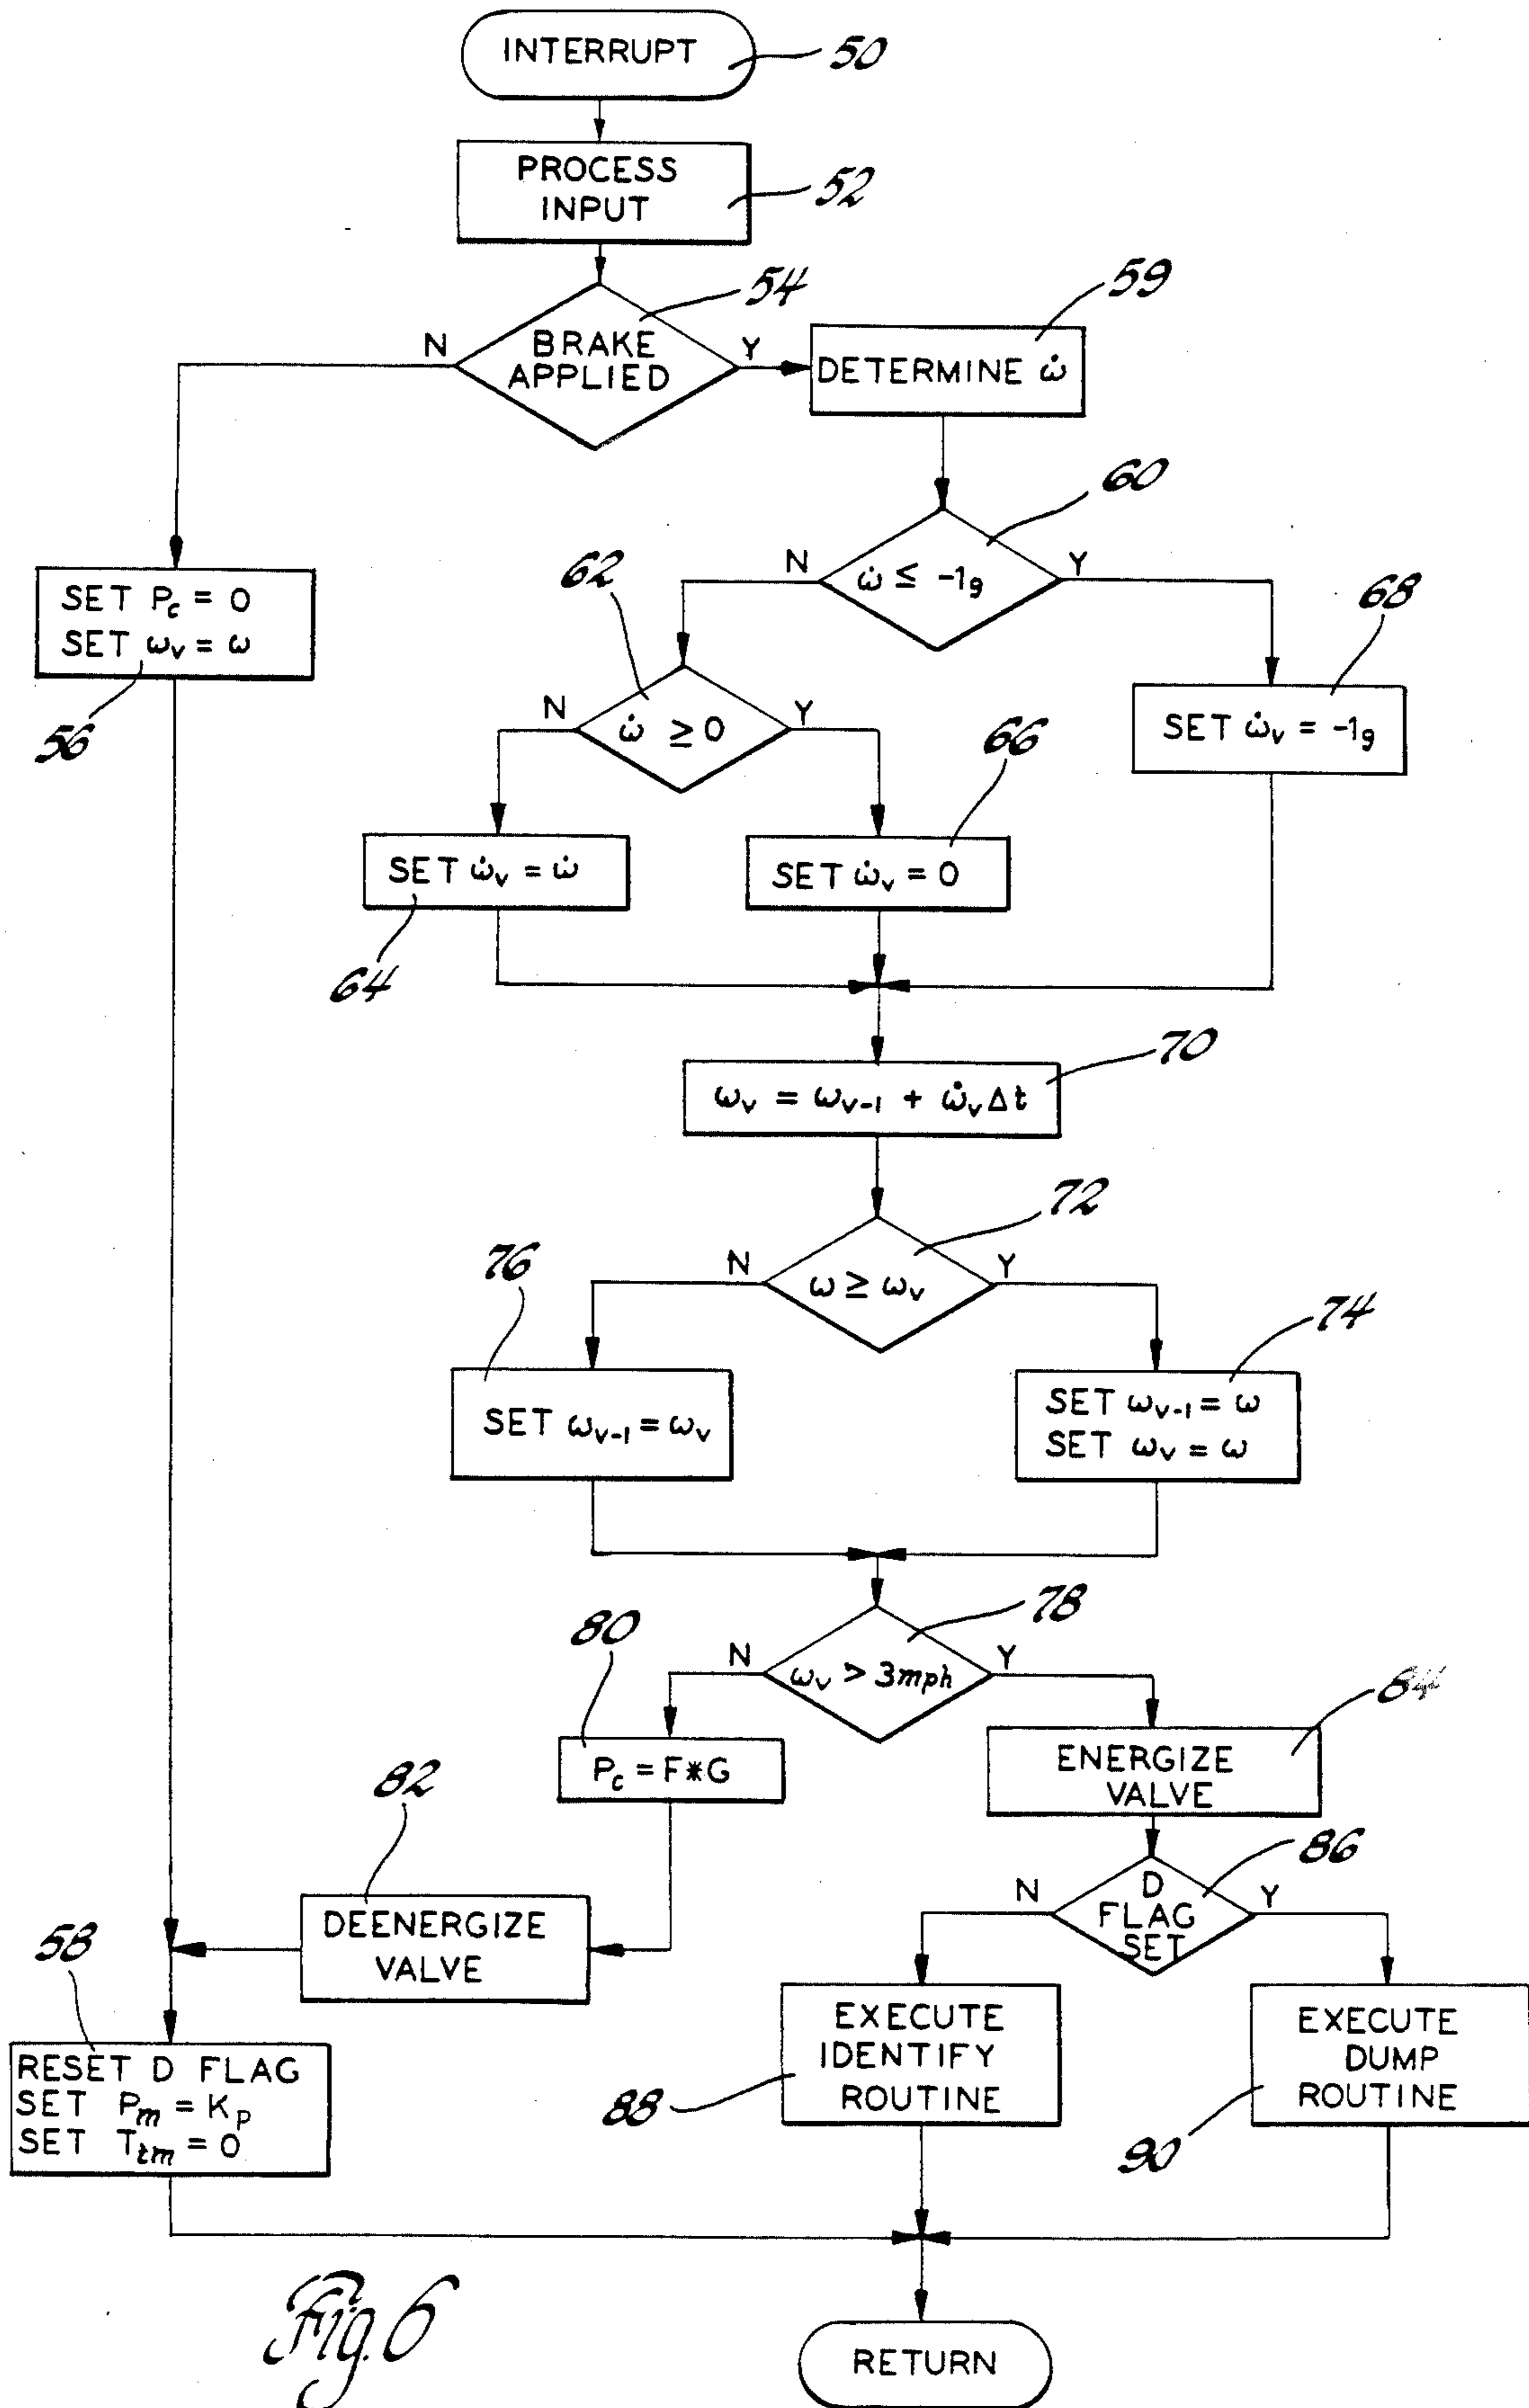 INTERRUPT
50
PROCESS
INPUT
52
54
BRAKE
APPLIED
N
Y
59
DETERMINE ω̇
60
ω̇ ≤ -1g
N
Y
62
ω̇ ≥ 0
N
Y
68
SET ω̇v = -1g
SET Pc = 0
SET ωv = ω
56
66
SET ω̇v = ω̇
64
SET ω̇v = 0
70
ωv = ωv-1 + ω̇vΔt
72
ω ≥ ωv
N
Y
76
SET ωv-1 = ωv
74
SET ωv-1 = ω
SET ωv = ω
78
ωv > 3mph
N
Y
80
Pc = F*G
84
ENERGIZE
VALVE
82
DEENERGIZE
VALVE
86
D
FLAG
SET
N
Y
58
RESET D FLAG
SET Pm = Kp
SET Ttm = 0
EXECUTE
IDENTIFY
ROUTINE
88
EXECUTE
DUMP
ROUTINE
90
RETURN
Fig. 6